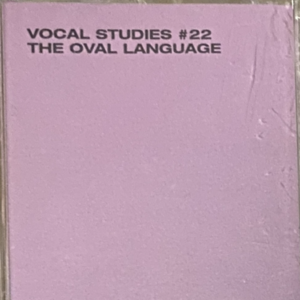 VOCAL STUDIES #22
THE OVAL LANGUAGE